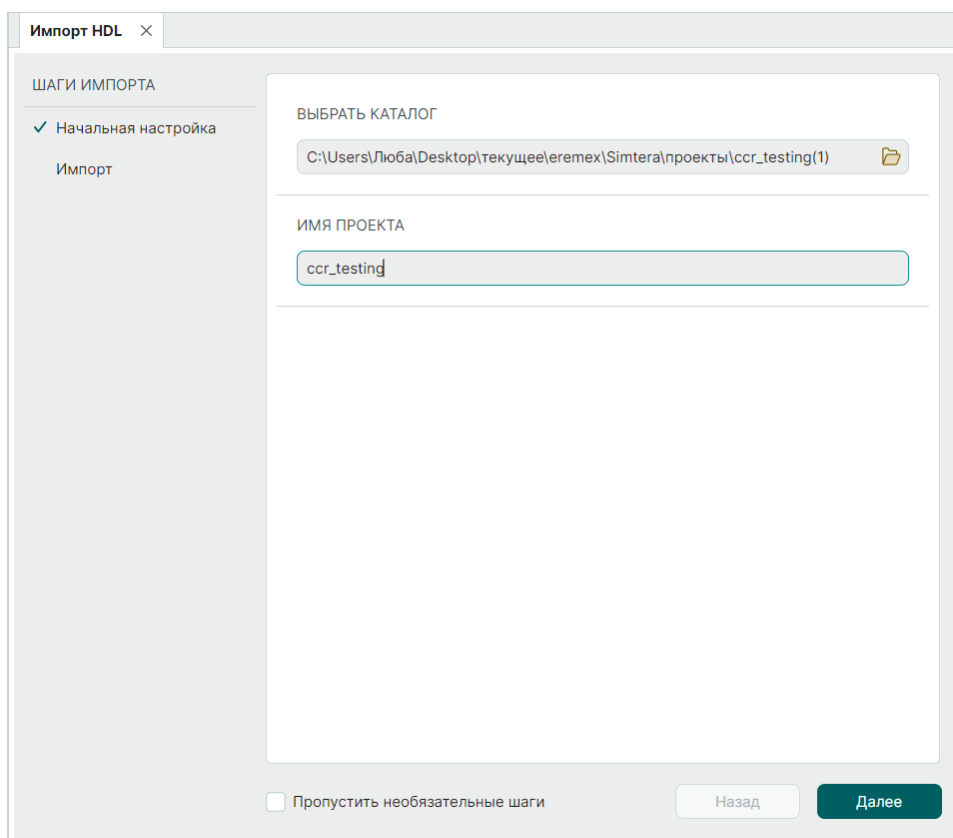 Импорт HDL
ШАГИ ИМПОРТА
Начальная настройка
Импорт
ВЫБРАТЬ КАТАЛОГ
C:\Users\Люба\Desktop\текущее\eremex\Simtera\проекты\ccr_testing(1)
ИМЯ ПРОЕКТА
ccr_testing
Пропустить необязательные шаги
Назад
Далее